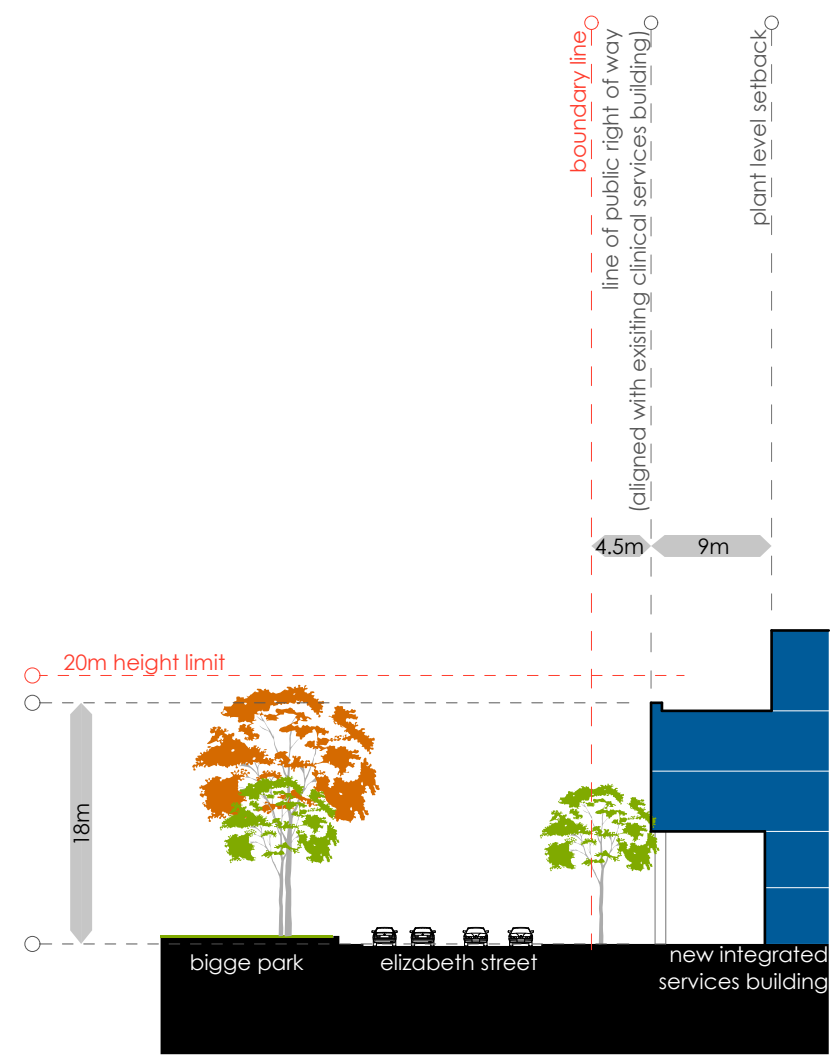 boundary line
line of public right of way
(aligned with exisiting clinical services building)
plant level setback
4.5m
9m
20m height limit
18m
bigge park
elizabeth street
new integrated
services building